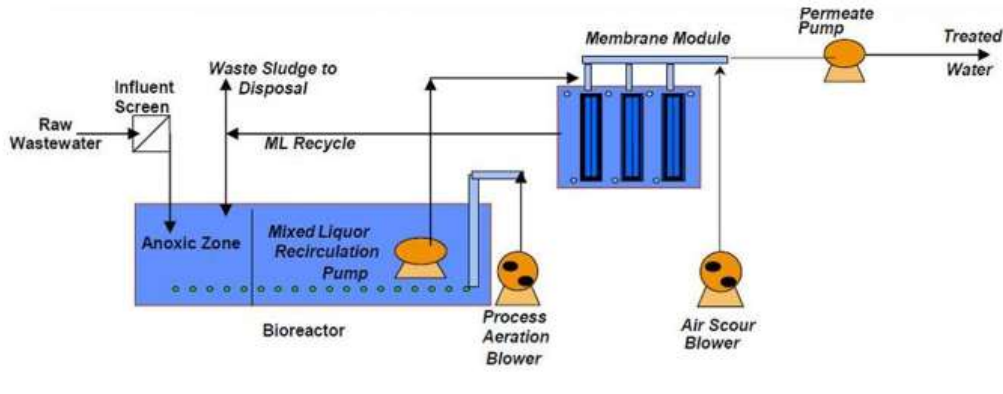 Permeate
Pump
Treated
Water
Membrane Module
Waste Sludge to
Disposal
Influent
Screen
Raw
Wastewater
ML Recycle
Anoxic Zone
Mixed Liquor
Recirculation
Pump
Bioreactor
Process
Aeration
Blower
Air Scour
Blower